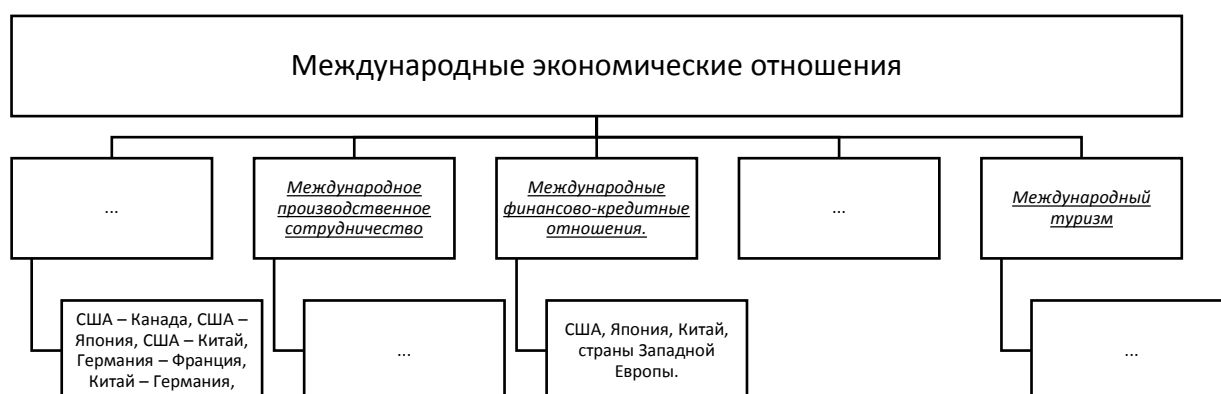 Международные экономические отношения
...
Международное
производственное
сотрудничество
Международные
финансово-кредитные
отношения.
...
Международный
туризм
США – Канада, США –
Япония, США – Китай,
Германия – Франция,
Китай – Германия,
...
США, Япония, Китай,
страны Западной
Европы.
...